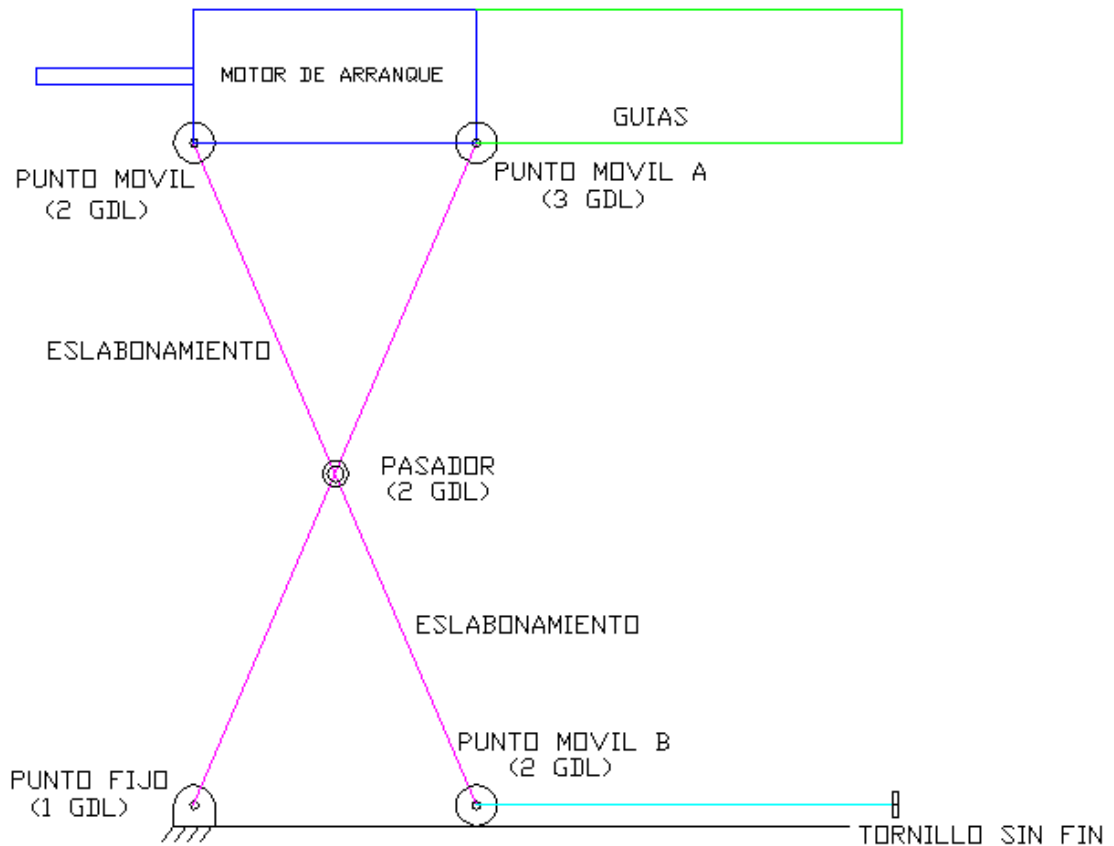 MOTOR DE ARRANQUE
GUIAS
PUNTO MOVIL
(2 GDL)
PUNTO MOVIL A
(3 GDL)
ESLABONAMIENTO
PASADOR
(2 GDL)
ESLABONAMIENTO
PUNTO MOVIL B
(2 GDL)
PUNTO FIJO
(1 GDL)
TORNILLO SIN FIN